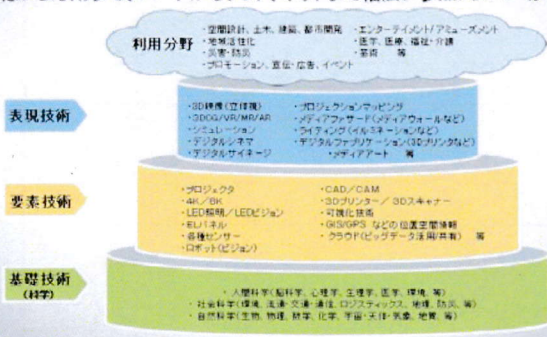 利用分野
・空間設計、土木、建築、都市開発
・地域活性化
・災害・防災
・プロモーション、宣伝・広告、イベント
・エンターテイメント/アミューズメント
・医学、医療、福祉・介護
・芸術 等
表現技術
・3D映像(立体視)
・3DCG/VR/MR/AR
・シミュレーション
・デジタルシネマ
・デジタルサイネージ
・プロジェクションマッピング
・メディアファサード(メディアウォールなど)
・ライティング(イルミネーションなど)
・デジタルファブリケーション(3Dプリンタなど)
・メディアアート 等
要素技術
・プロジェクタ
・4K/8K
・LED照明/LEDビジョン
・ELパネル
・各種センサー
・ロボット(ビジョン)
・CAD/CAM
・3Dプリンター/3Dスキャナー
・可視化技術
・GIS/GPS などの位置空間情報
・クラウド(ビッグデータ活用/共有) 等
基礎技術
(科学)
・人間科学(脳科学、心理学、生理学、医学、環境、等)
・社会科学(環境、流通・交通・通信、ロジスティックス、地理、防災、等)
・自然科学(生物、物理、数学、化学、宇宙・天体・気象、地質、等)